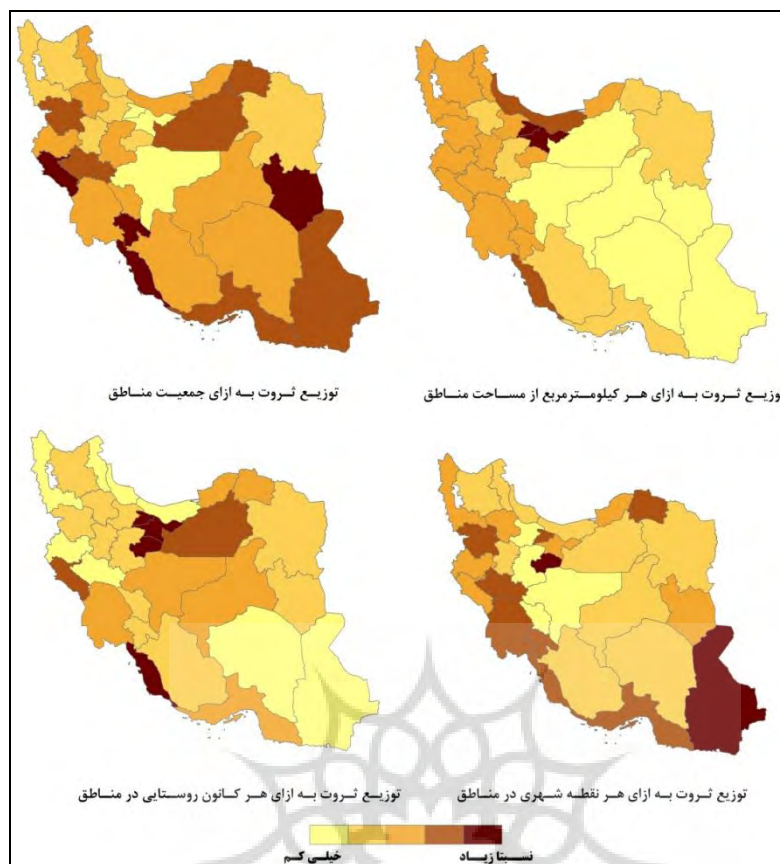 توزیع ثروت به ازای هر کیلومترمربع از مساحت مناطق
توزیع ثروت به ازای جمعیت مناطق
توزیع ثروت به ازای هر نقطه شهری در مناطق
توزیع ثروت به ازای هر کانون روستایی در مناطق
نسبتا زیاد
خیلی کم